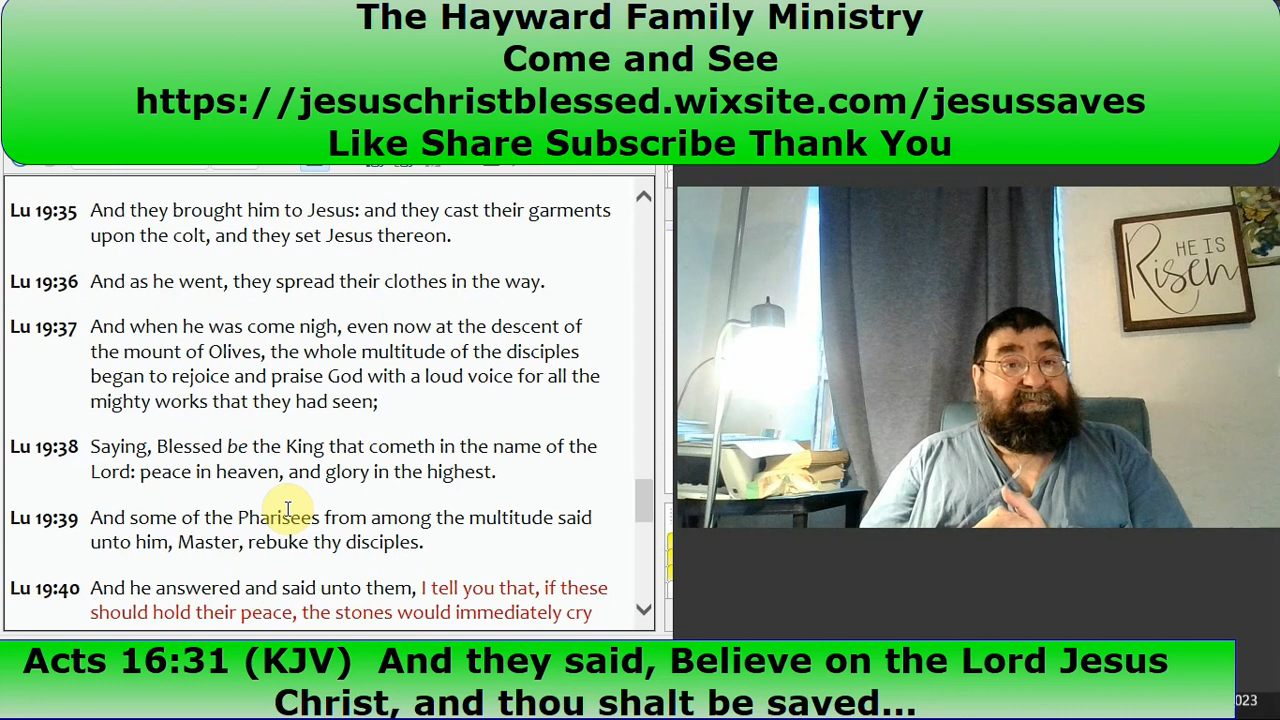 The Hayward Family Ministry
Come and See
https://jesuschristblessed.wixsite.com/jesussaves
Like Share Subscribe Thank You
Lu 19:35 And they brought him to Jesus: and they cast their garments
upon the colt, and they set Jesus thereon.
Lu 19:36 And as he went, they spread their clothes in the way.
Lu 19:37 And when he was come nigh, even now at the descent of
the mount of Olives, the whole multitude of the disciples
began to rejoice and praise God with a loud voice for all the
mighty works that they had seen;
Lu 19:38 Saying, Blessed be the King that cometh in the name of the
Lord: peace in heaven, and glory in the highest.
Lu 19:39 And some of the Pharisees from among the multitude said
unto him, Master, rebuke thy disciples.
Lu 19:40 And he answered and said unto them, I tell you that, if these
should hold their peace, the stones would immediately cry
HE IS
Risen
Acts 16:31 (KJV) And they said, Believe on the Lord Jesus
Christ, and thou shalt be saved...
023